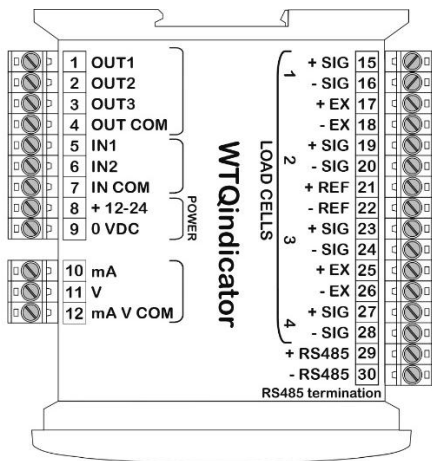 1 OUT1
2 OUT2
3 OUT3
4 OUT COM
5 IN1
6 IN2
7 IN COM
8 + 12-24
9 0 VDC
POWER
10 mA
11 V
12 mA V COM
WTQindicator
LOAD CELLS
1
2
3
4
+ SIG 15
- SIG 16
+ EX 17
- EX 18
+ SIG 19
- SIG 20
+ REF 21
- REF 22
+ SIG 23
- SIG 24
+ EX 25
- EX 26
+ SIG 27
- SIG 28
+ RS485 29
- RS485 30
RS485 termination